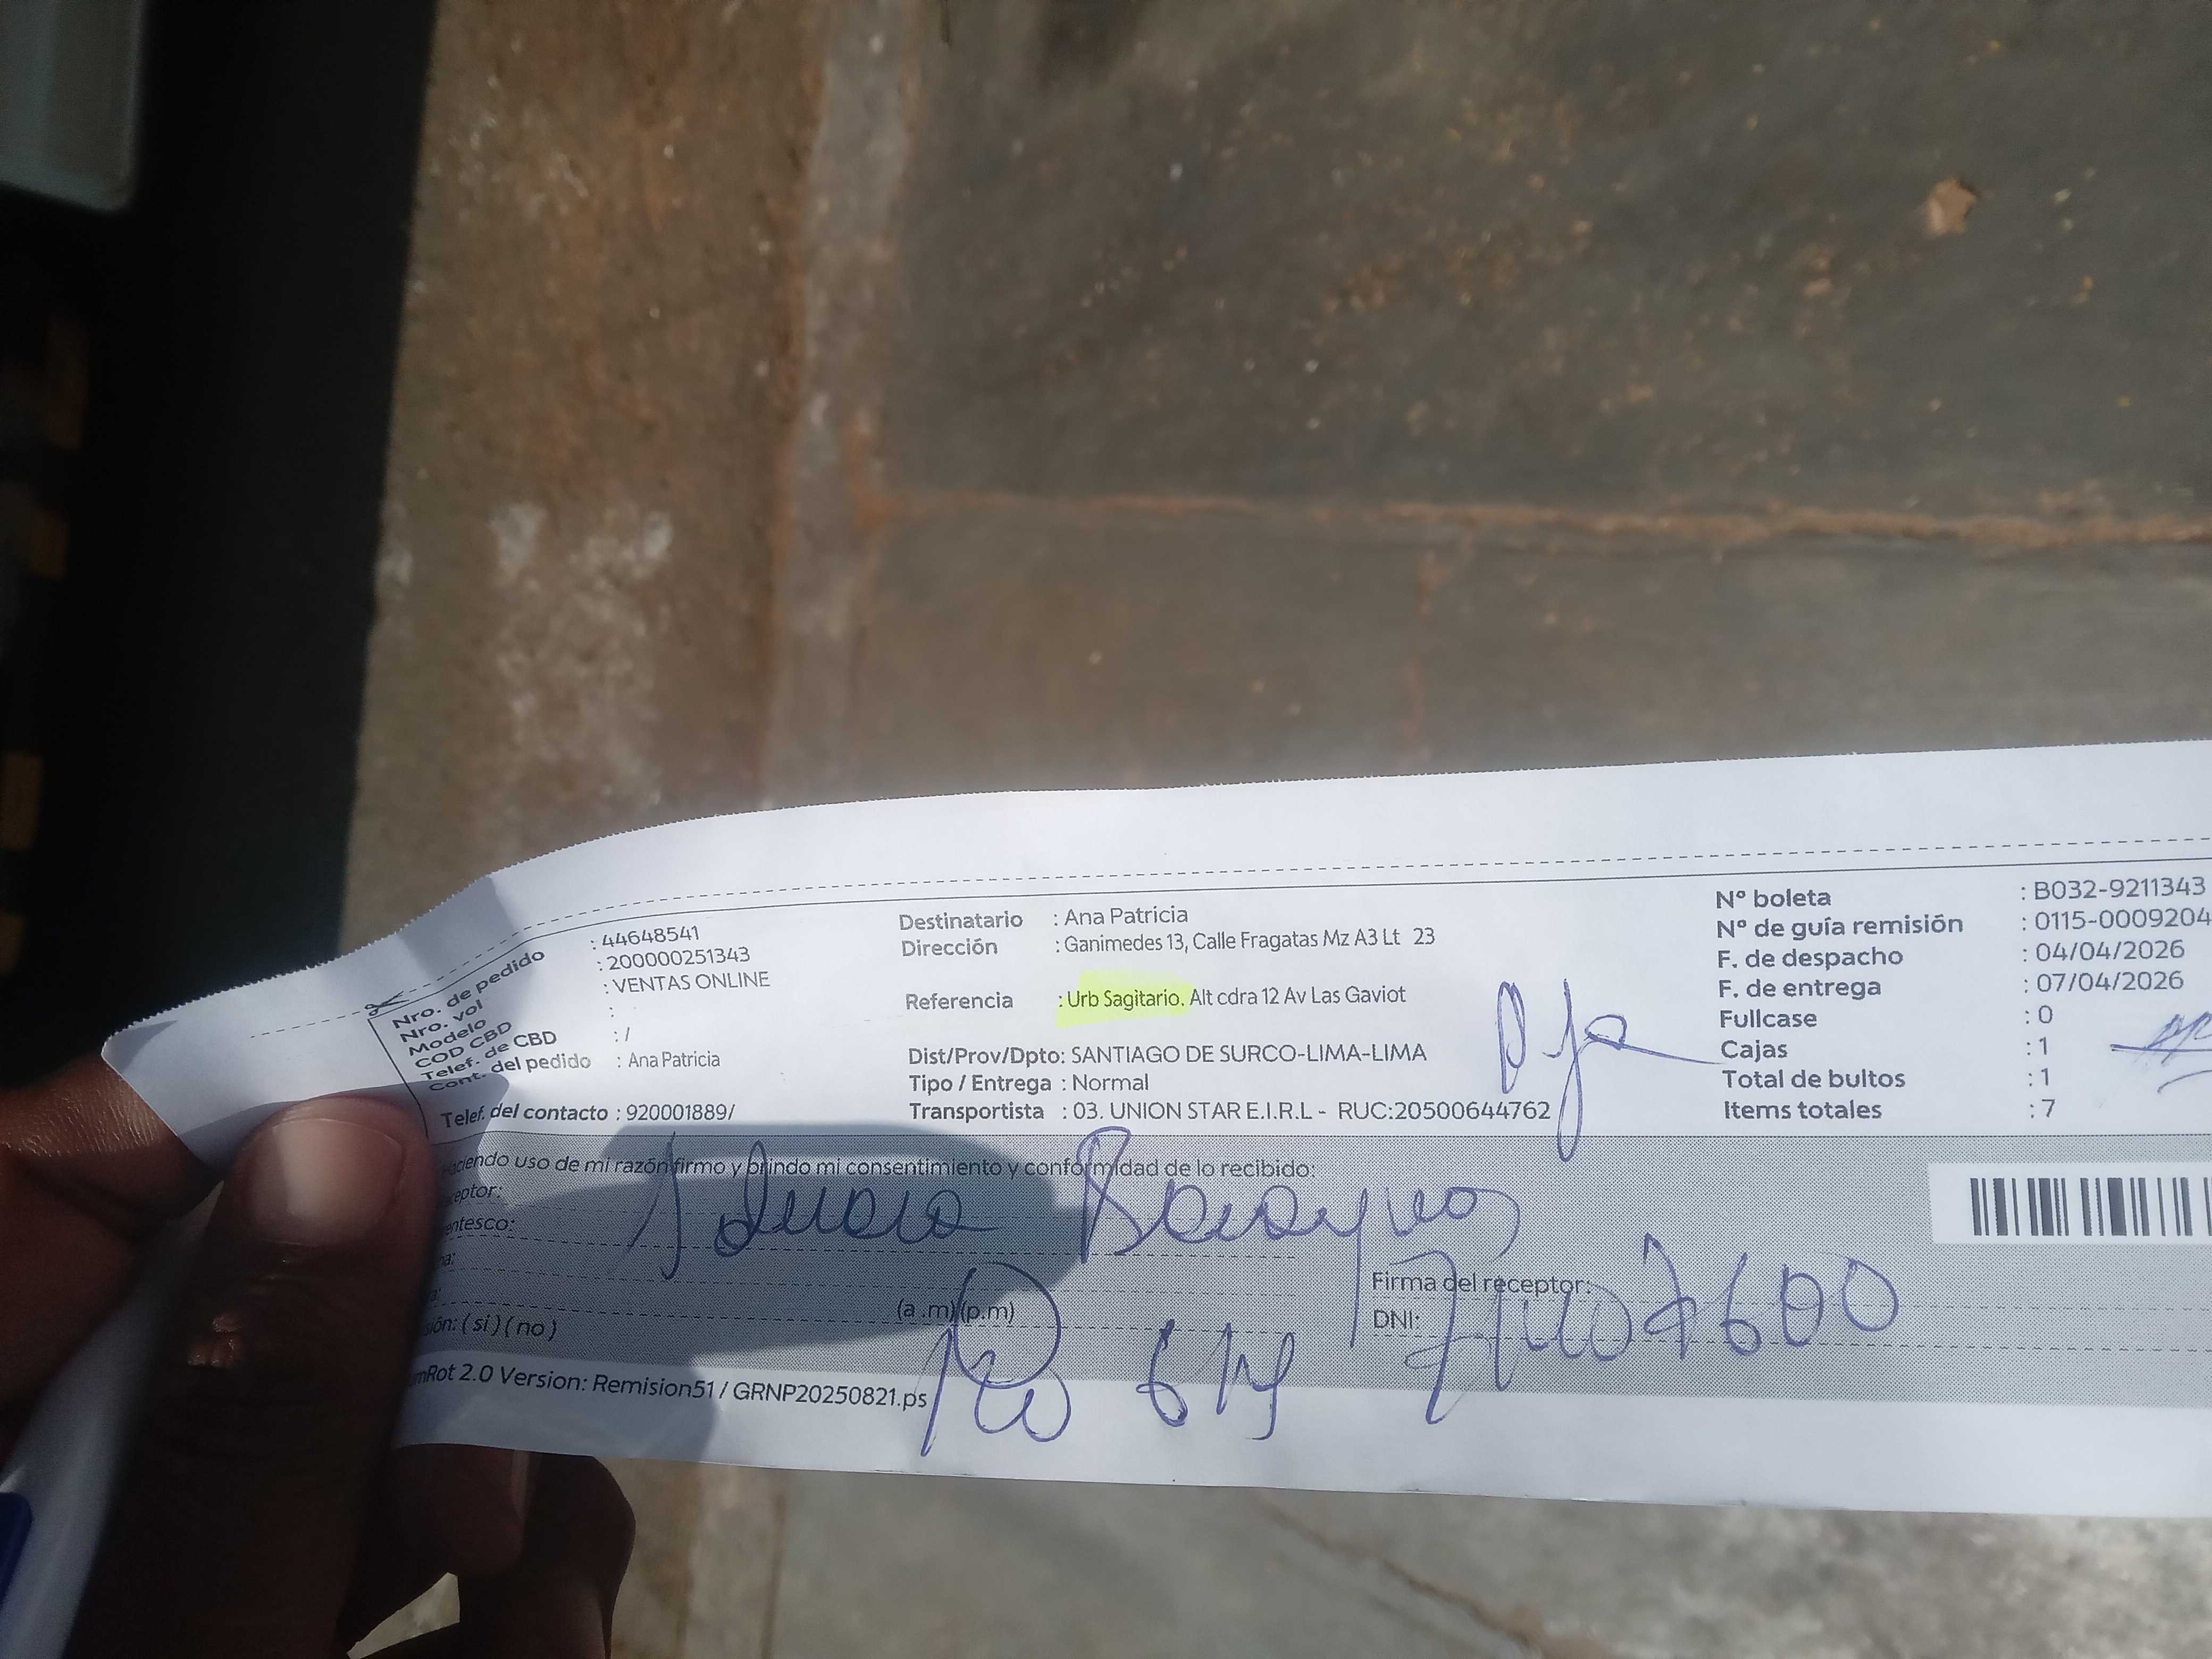 Nro. de pedido : 44648541
Nro. vol : 200000251343
Modelo : VENTAS ONLINE
COD CBD :
Telef. de CBD : /
Cont. del pedido : Ana Patricia
Telef. del contacto : 920001889/
Destinatario : Ana Patricia
Dirección : Ganimedes 13, Calle Fragatas Mz A3 Lt 23
Referencia : Urb Sagitario. Alt cdra 12 Av Las Gaviot
Dist/Prov/Dpto: SANTIAGO DE SURCO-LIMA-LIMA
Tipo / Entrega : Normal
Transportista : 03. UNION STAR E.I.R.L - RUC:20500644762
N° boleta : B032-9211343
N° de guía remisión : 0115-0009204
F. de despacho : 04/04/2026
F. de entrega : 07/04/2026
Fullcase : 0
Cajas : 1
Total de bultos : 1
Items totales : 7
aciendo uso de mi razón firmo y brindo mi consentimiento y conformidad de lo recibido:
eptor:
entesco:
Firma del receptor:
(a.m)(p.m)
DNI:
sión: ( si ) ( no )
mRot 2.0 Version: Remision51 / GRNP20250821.ps